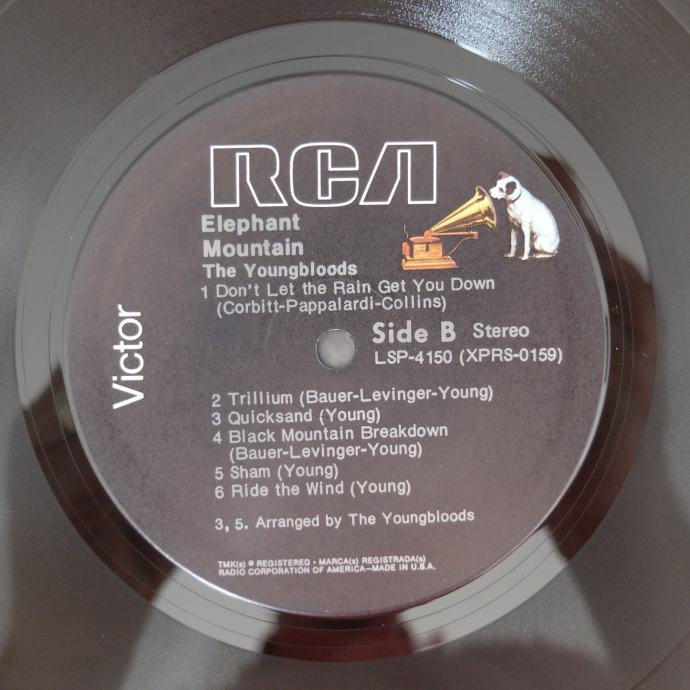 RCA
Elephant
Mountain
The Youngbloods
1 Don't Let the Rain Get You Down
(Corbitt-Pappalardi-Collins)
Side B Stereo
LSP-4150 (XPRS-0159)
Victor
2 Trillium (Bauer-Levinger-Young)
3 Quicksand (Young)
4 Black Mountain Breakdown
(Bauer-Levinger-Young)
5 Sham (Young)
6 Ride the Wind (Young)
3, 5. Arranged by The Youngbloods
TMK(s) ® REGISTERED • MARCA(s) REGISTRADA(s)
RADIO CORPORATION OF AMERICA—MADE IN U.S.A.